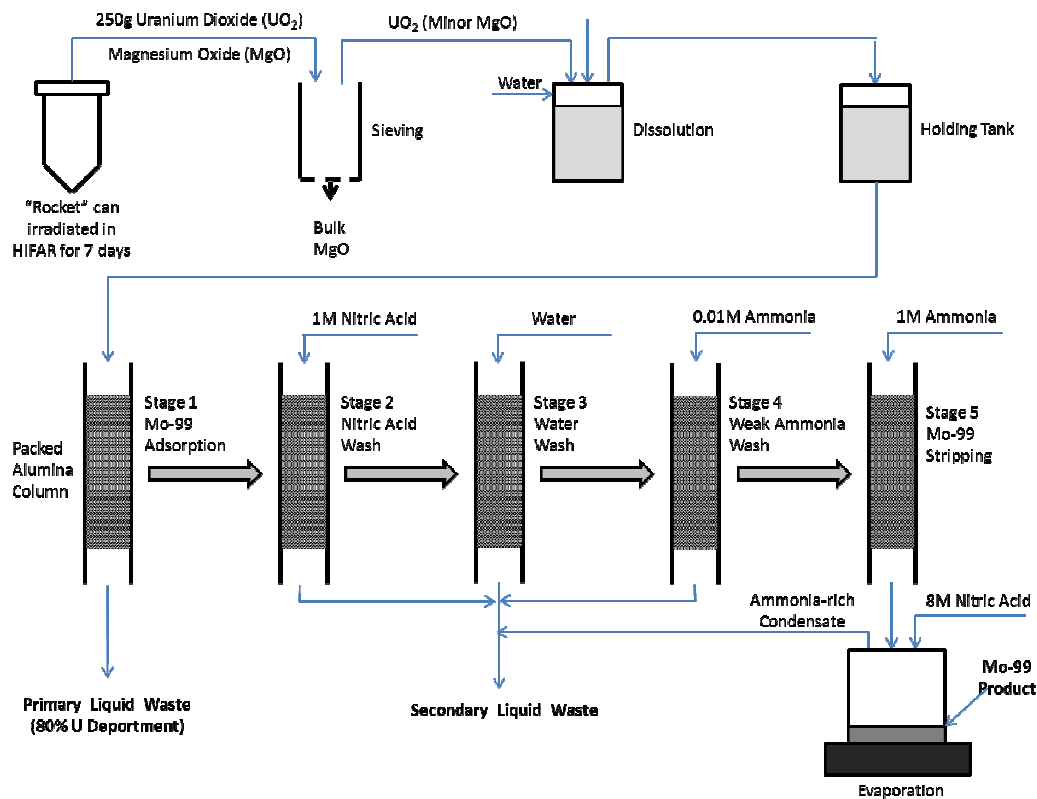 250g Uranium Dioxide (UO2)
Magnesium Oxide (MgO)
UO2 (Minor MgO)
Water
Sieving
Dissolution
Holding Tank
"Rocket" can
irradiated in
HIFAR for 7 days
Bulk
MgO
1M Nitric Acid
Water
0.01M Ammonia
1M Ammonia
Packed
Alumina
Column
Stage 1
Mo-99
Adsorption
Stage 2
Nitric Acid
Wash
Stage 3
Water
Wash
Stage 4
Weak Ammonia
Wash
Stage 5
Mo-99
Stripping
Ammonia-rich
Condensate
8M Nitric Acid
Mo-99
Product
Primary Liquid Waste
(80% U Deportment)
Secondary Liquid Waste
Evaporation